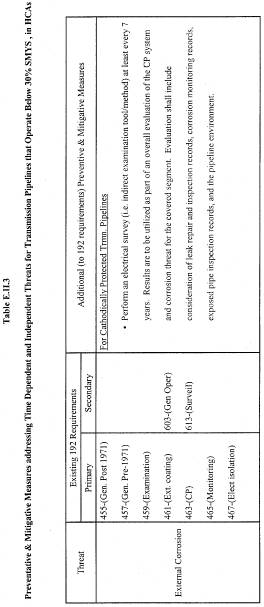 Table E.II.3
Preventative & Mitigative Measures addressing Time Dependent and Independent Threats for Transmission Pipelines that Operate Below 30% SMYS , in HCAs
Threat
Existing 192 Requirements
Primary
Secondary
Additional (to 192 requirements) Preventive & Mitigative Measures
External Corrosion
455-(Gen. Post 1971)
457-(Gen. Pre-1971)
459-(Examination)
461-(Ext. coating)
463-(CP)
465-(Monitoring)
467-(Elect isolation)
603-(Gen Oper)
613-(Surveil)
For Cathodically Protected Trmn. Pipelines
• Perform an electrical survey (i.e. indirect examination tool/method) at least every 7
years. Results are to be utilized as part of an overall evaluation of the CP system
and corrosion threat for the covered segment. Evaluation shall include
consideration of leak repair and inspection records, corrosion monitoring records,
exposed pipe inspection records, and the pipeline environment.